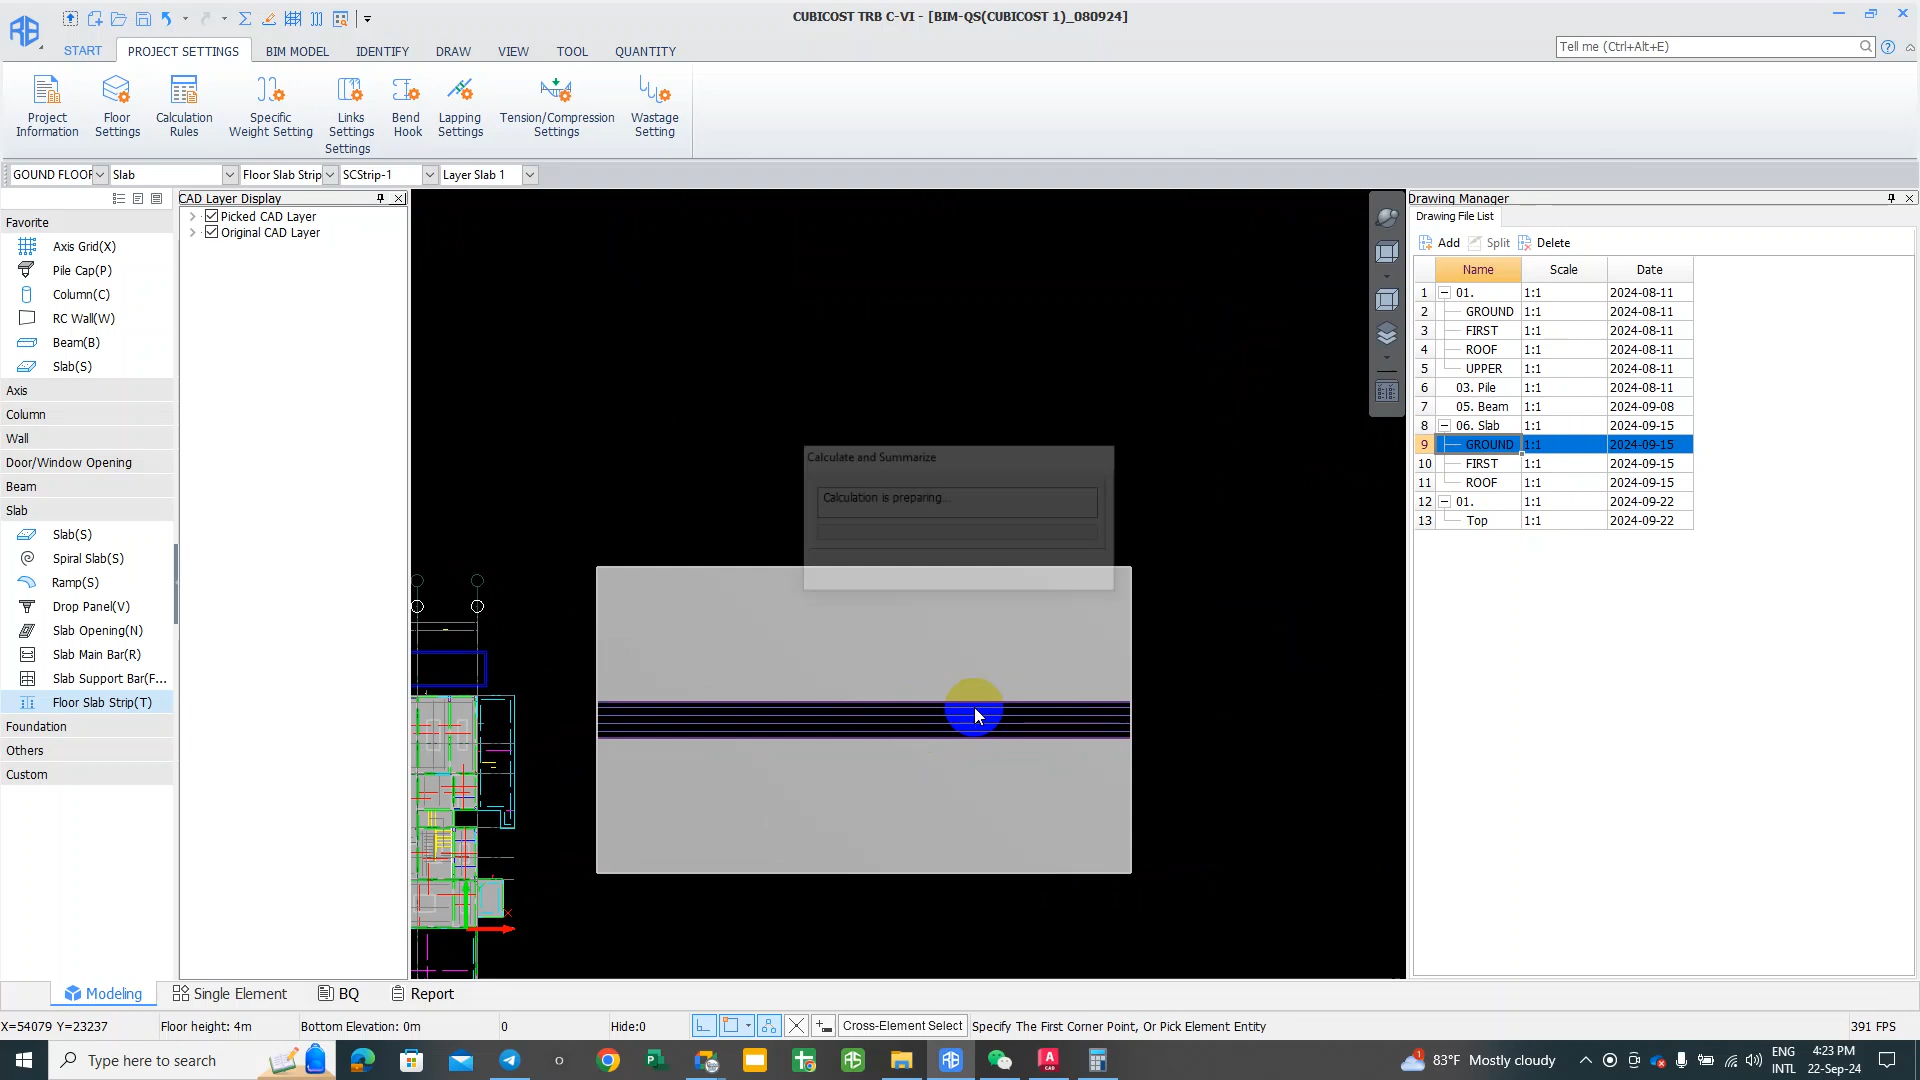 CUBICOST TRB C-VI - [BIM-QS(CUBICOST 1)_080924]
START
PROJECT SETTINGS
BIM MODEL
IDENTIFY
DRAW
VIEW
TOOL
QUANTITY
Tell me (Ctrl+Alt+E)
Project Information
Floor Settings
Calculation Rules
Specific Weight Setting
Links Settings
Bend Hook
Lapping Settings
Tension/Compression Settings
Wastage Setting
Settings
GOUND FLOOR
Slab
Floor Slab Strip
SCStrip-1
Layer Slab 1
Favorite
Axis Grid(X)
Pile Cap(P)
Column(C)
RC Wall(W)
Beam(B)
Slab(S)
Axis
Column
Wall
Door/Window Opening
Beam
Slab
Slab(S)
Spiral Slab(S)
Ramp(S)
Drop Panel(V)
Slab Opening(N)
Slab Main Bar(R)
Slab Support Bar(F...
Floor Slab Strip(T)
Foundation
Others
Custom
CAD Layer Display
Picked CAD Layer
Original CAD Layer
Calculate and Summarize
Calculation is preparing...
Drawing Manager
Drawing File List
Add Split Delete
Name Scale Date
1 01. 1:1 2024-08-11
2 GROUND 1:1 2024-08-11
3 FIRST 1:1 2024-08-11
4 ROOF 1:1 2024-08-11
5 UPPER 1:1 2024-08-11
6 03. Pile 1:1 2024-08-11
7 05. Beam 1:1 2024-09-08
8 06. Slab 1:1 2024-09-15
9 GROUND 1:1 2024-09-15
10 FIRST 1:1 2024-09-15
11 ROOF 1:1 2024-09-15
12 01. 1:1 2024-09-22
13 Top 1:1 2024-09-22
Modeling
Single Element
BQ
Report
X=54079 Y=23237
Floor height: 4m
Bottom Elevation: 0m
0
Hide:0
Cross-Element Select
Specify The First Corner Point, Or Pick Element Entity
391 FPS
Type here to search
83°F Mostly cloudy
ENG
INTL
4:23 PM
22-Sep-24